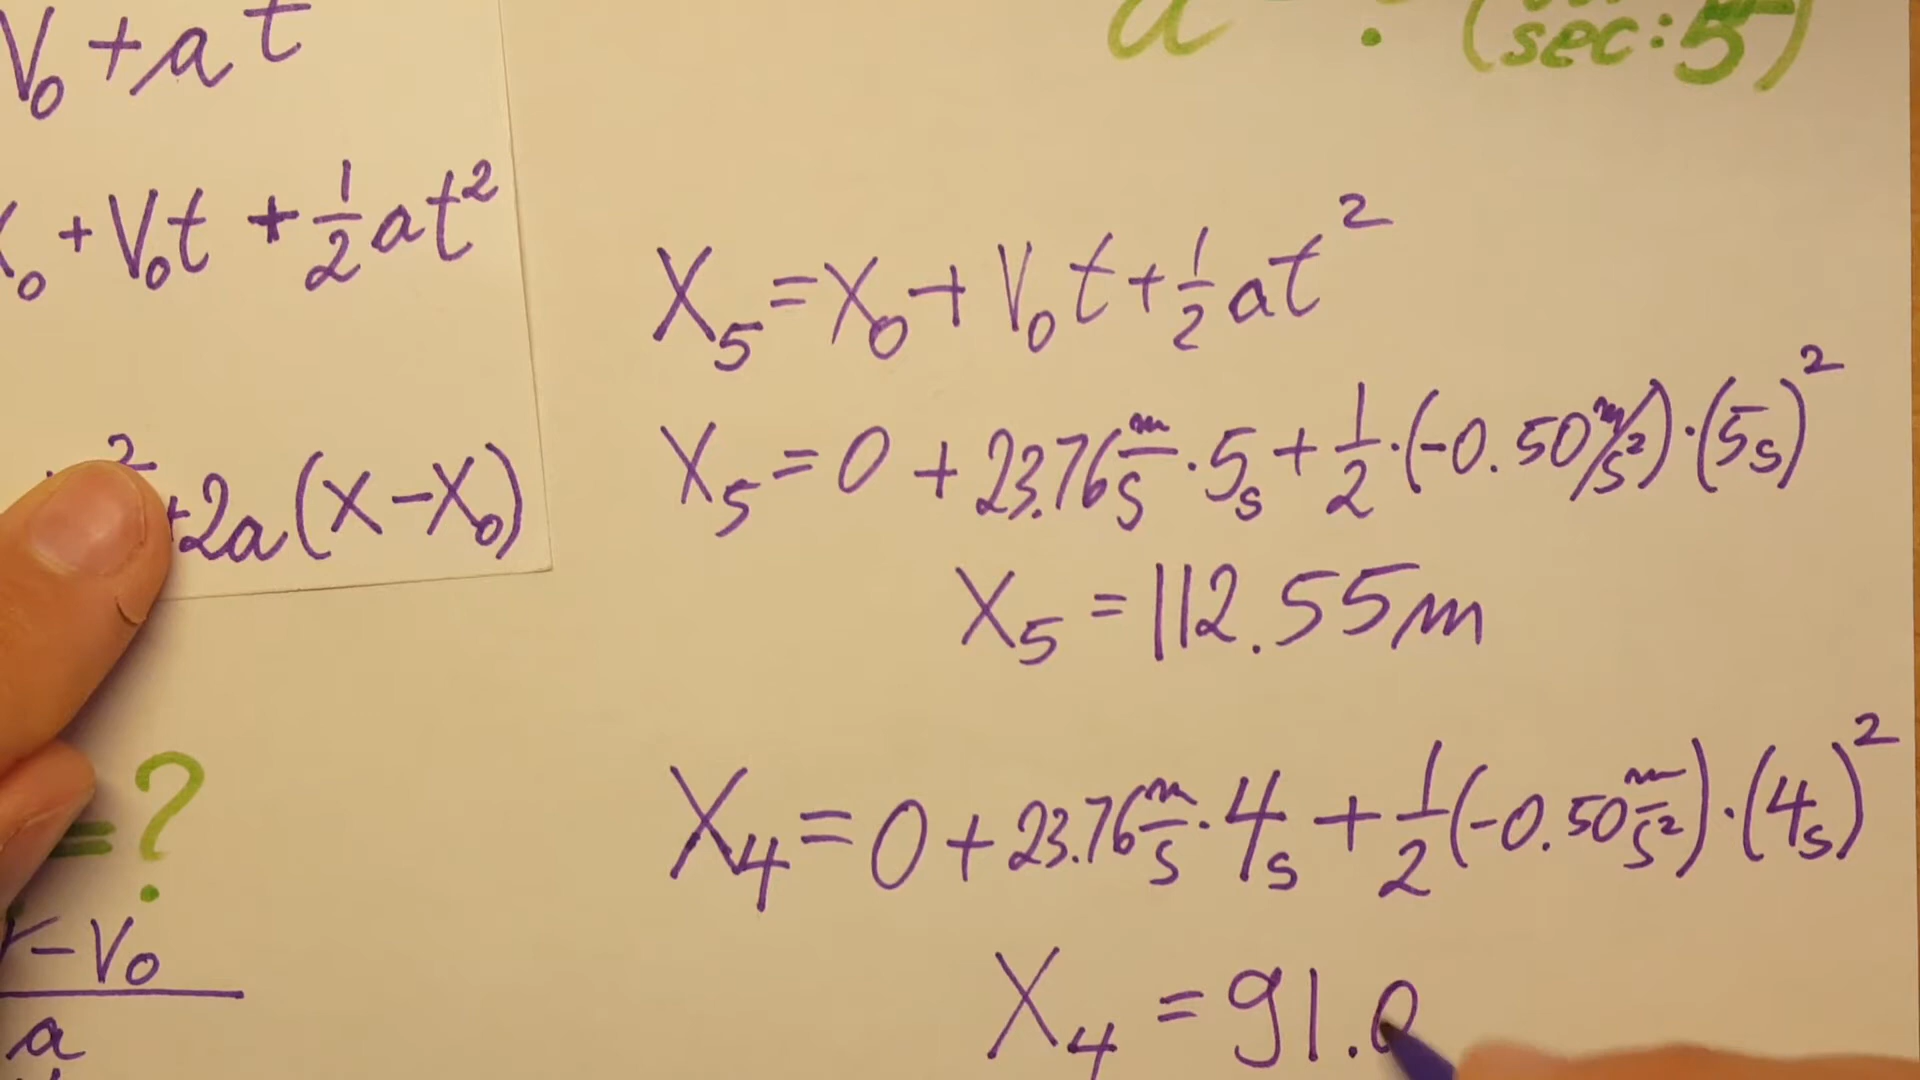 V₀ + at
x₀ + V₀t + ½at²
² + 2a(x - x₀)
= ?
- V₀
a
a = ? (sec: 5)
X₅ = X₀ + V₀t + ½at²
X₅ = 0 + 23.76 m/s · 5s + ½ · (-0.50 m/s²) · (5s)²
X₅ = 112.55m
X₄ = 0 + 23.76 m/s · 4s + ½(-0.50 m/s²) · (4s)²
X₄ = 91.0